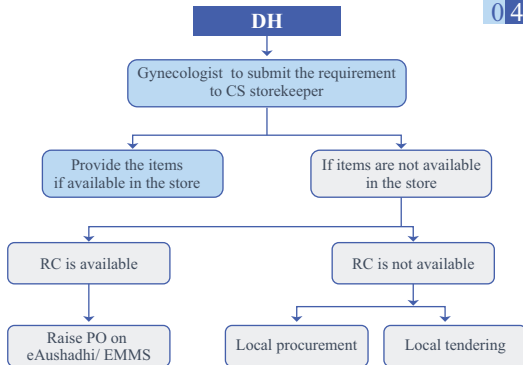 DH
04
Gynecologist to submit the requirement
to CS storekeeper
Provide the items
if available in the store
If items are not available
in the store
RC is available
RC is not available
Raise PO on
eAushadhi/ EMMS
Local procurement
Local tendering